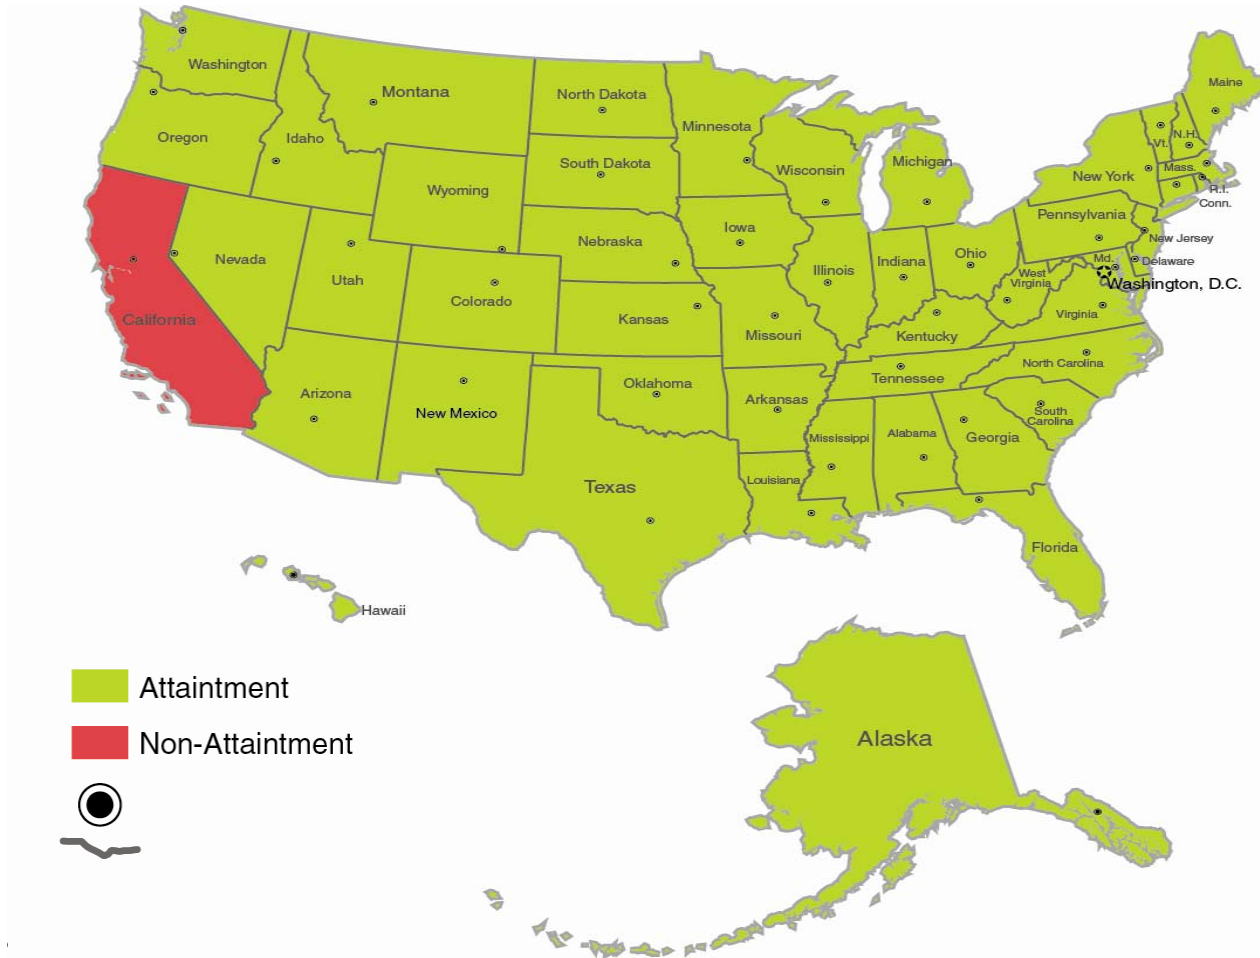 Washington
Montana
North Dakota
Minnesota
Maine
Oregon
Idaho
South Dakota
Wisconsin
Michigan
Vt.
N.H.
Mass.
New York
R.I.
Conn.
Wyoming
Nebraska
Iowa
Pennsylvania
New Jersey
Nevada
Utah
Colorado
Illinois
Indiana
Ohio
West
Virginia
Md.
Delaware
Washington, D.C.
California
Kansas
Missouri
Kentucky
Virginia
North Carolina
Arizona
New Mexico
Oklahoma
Arkansas
Tennessee
South
Carolina
Mississippi
Alabama
Georgia
Texas
Louisiana
Florida
Hawaii
Attaintment
Non-Attaintment
Alaska